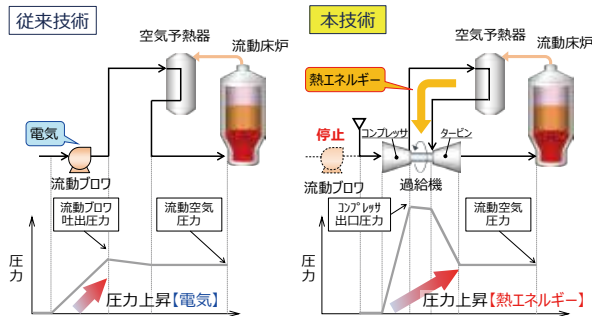 従来技術
空気予熱器
流動床炉
電気
流動ブロワ
流動ブロワ
吐出圧力
流動空気
圧力
圧力
圧力上昇【電気】
本技術
空気予熱器
流動床炉
熱エネルギー
停止
コンプレッサ
タービン
流動ブロワ
過給機
コンプレッサ
出口圧力
流動空気
圧力
圧力
圧力上昇【熱エネルギー】